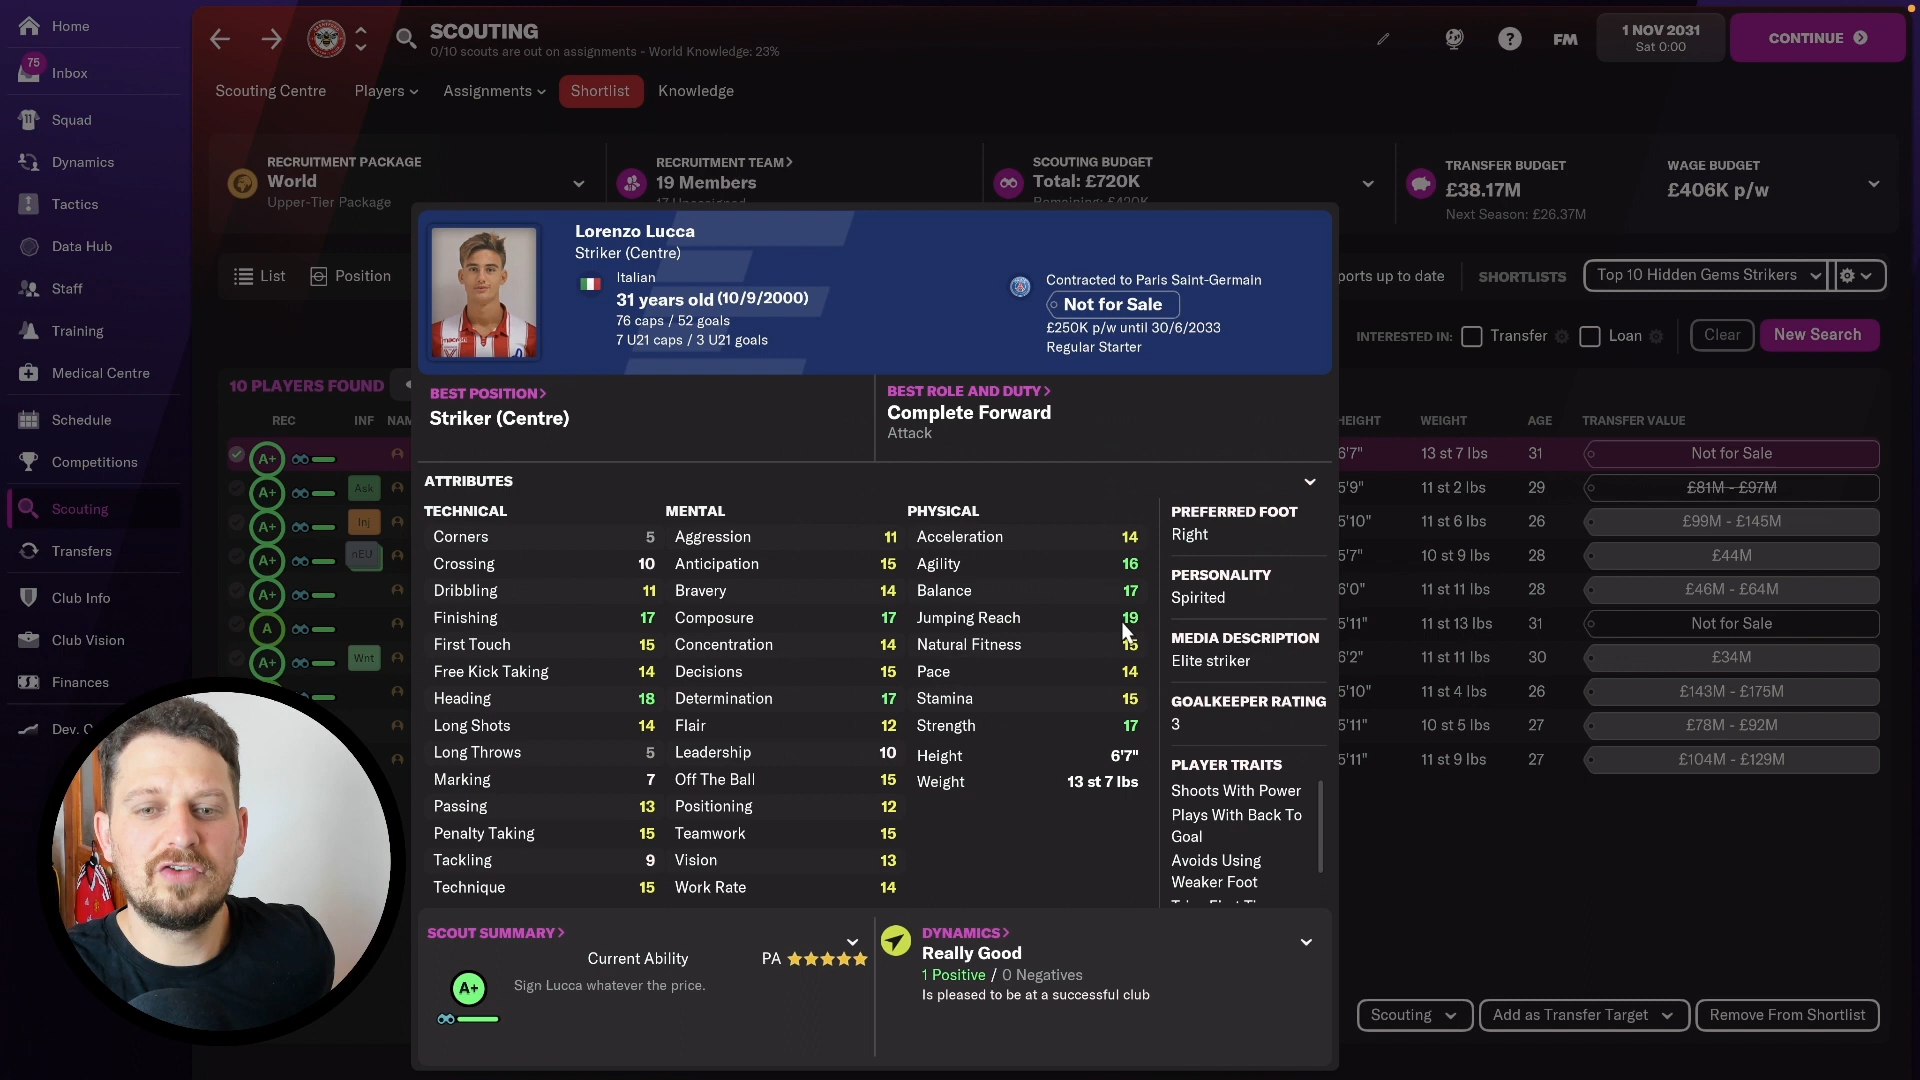 Home
75
Inbox
Squad
Dynamics
Tactics
Data Hub
Staff
Training
Medical Centre
Schedule
Competitions
Scouting
Transfers
Club Info
Club Vision
Finances
Dev. C
SCOUTING
0/10 scouts are out on assignments - World Knowledge: 23%
?
FM
1 NOV 2031
Sat 0:00
CONTINUE
Scouting Centre
Players
Assignments
Shortlist
Knowledge
RECRUITMENT PACKAGE
World
Upper-Tier Package
RECRUITMENT TEAM>
19 Members
17 Unassigned
SCOUTING BUDGET
Total: £720K
Remaining: £420K
TRANSFER BUDGET
£38.17M
Next Season: £26.37M
WAGE BUDGET
£406K p/w
List
Position
ports up to date
SHORTLISTS
Top 10 Hidden Gems Strikers
INTERESTED IN:
Transfer
Loan
Clear
New Search
10 PLAYERS FOUND
REC INF NAM
HEIGHT WEIGHT AGE TRANSFER VALUE
A+ 6'7" 13 st 7 lbs 31 Not for Sale
A+ Ask 5'9" 11 st 2 lbs 29 £81M - £97M
A+ Inj 5'10" 11 st 6 lbs 26 £99M - £145M
A+ nEU 5'7" 10 st 9 lbs 28 £44M
A+ 6'0" 11 st 11 lbs 28 £46M - £64M
A 5'11" 11 st 13 lbs 31 Not for Sale
A+ Wnt 6'2" 11 st 11 lbs 30 £34M
5'10" 11 st 4 lbs 26 £143M - £175M
5'11" 10 st 5 lbs 27 £78M - £92M
5'11" 11 st 9 lbs 27 £104M - £129M
Lorenzo Lucca
Striker (Centre)
Italian
31 years old (10/9/2000)
76 caps / 52 goals
7 U21 caps / 3 U21 goals
Contracted to Paris Saint-Germain
Not for Sale
£250K p/w until 30/6/2033
Regular Starter
BEST POSITION>
Striker (Centre)
BEST ROLE AND DUTY>
Complete Forward
Attack
ATTRIBUTES
TECHNICAL MENTAL PHYSICAL
Corners 5 Aggression 11 Acceleration 14
Crossing 10 Anticipation 15 Agility 16
Dribbling 11 Bravery 14 Balance 17
Finishing 17 Composure 17 Jumping Reach 19
First Touch 15 Concentration 14 Natural Fitness 15
Free Kick Taking 14 Decisions 15 Pace 14
Heading 18 Determination 17 Stamina 15
Long Shots 14 Flair 12 Strength 17
Long Throws 5 Leadership 10 Height 6'7"
Marking 7 Off The Ball 15 Weight 13 st 7 lbs
Passing 13 Positioning 12
Penalty Taking 15 Teamwork 15
Tackling 9 Vision 13
Technique 15 Work Rate 14
PREFERRED FOOT
Right
PERSONALITY
Spirited
MEDIA DESCRIPTION
Elite striker
GOALKEEPER RATING
3
PLAYER TRAITS
Shoots With Power
Plays With Back To
Goal
Avoids Using
Weaker Foot
SCOUT SUMMARY>
Current Ability PA
A+
Sign Lucca whatever the price.
DYNAMICS>
Really Good
1 Positive / 0 Negatives
Is pleased to be at a successful club
Scouting
Add as Transfer Target
Remove From Shortlist